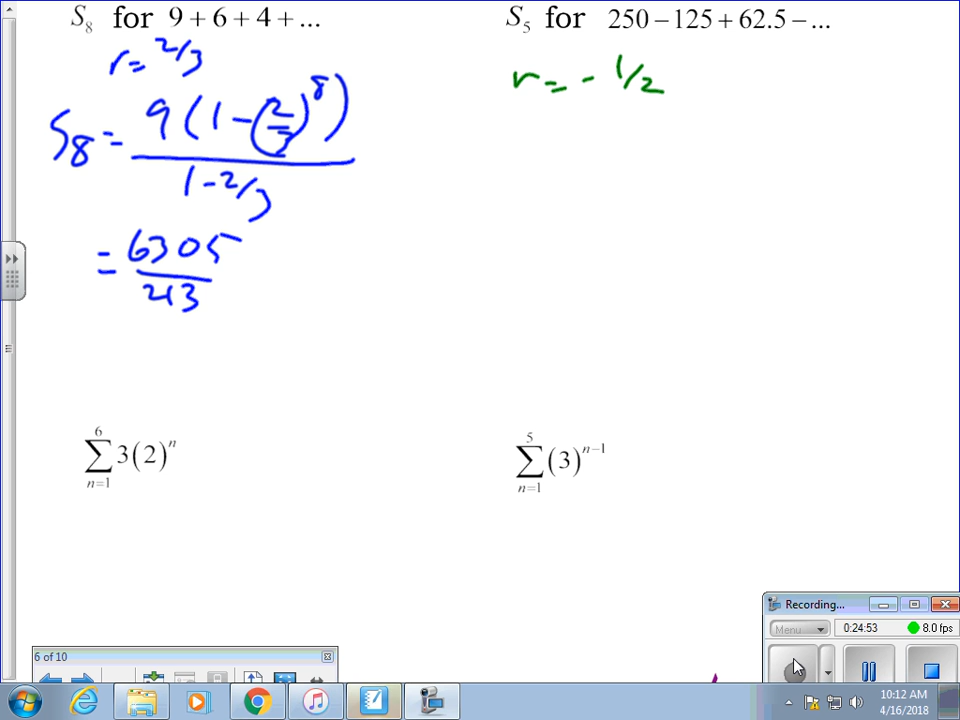 S₈ for 9 + 6 + 4 + ...
r = 2/3
S₈ = 9(1 - (2/3)⁸)
1 - 2/3
= 6305
243
S₅ for 250 − 125 + 62.5 − ...
r = - 1/2
6
∑ 3(2)ⁿ
n=1
5
∑ (3)ⁿ⁻¹
n=1
Recording...
Menu
0:24:53
8.0 fps
6 of 10
10:12 AM
4/16/2018